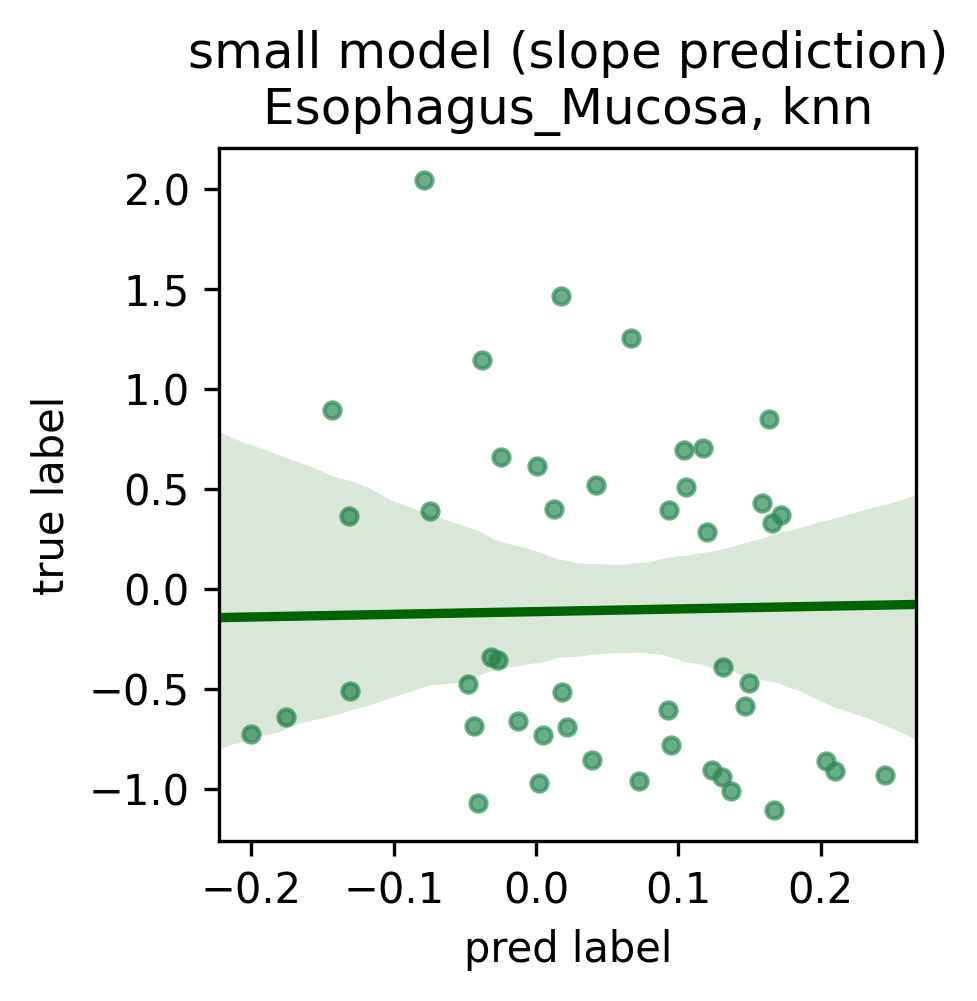 small model (slope prediction)
Esophagus_Mucosa, knn
2.0
1.5
1.0
0.5
0.0
−0.5
−1.0
true label
−0.2 −0.1 0.0 0.1 0.2
pred label